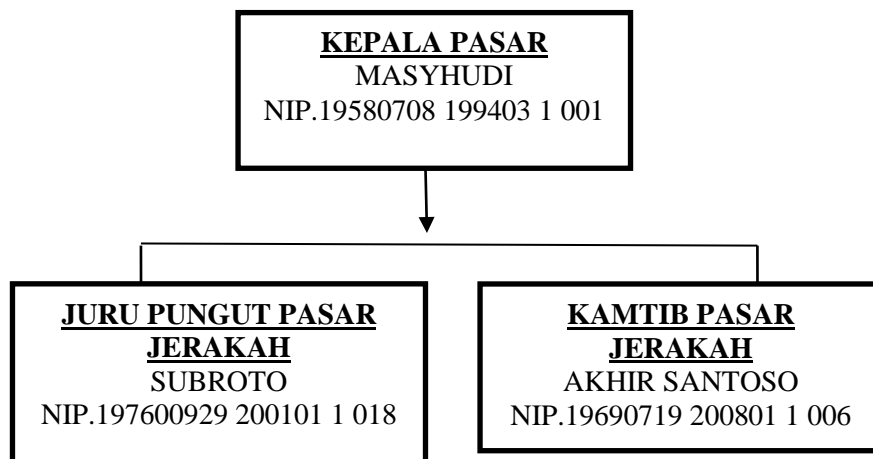 KEPALA PASAR
MASYHUDI
NIP.19580708 199403 1 001
JURU PUNGUT PASAR
JERAKAH
SUBROTO
NIP.197600929 200101 1 018
KAMTIB PASAR
JERAKAH
AKHIR SANTOSO
NIP.19690719 200801 1 006